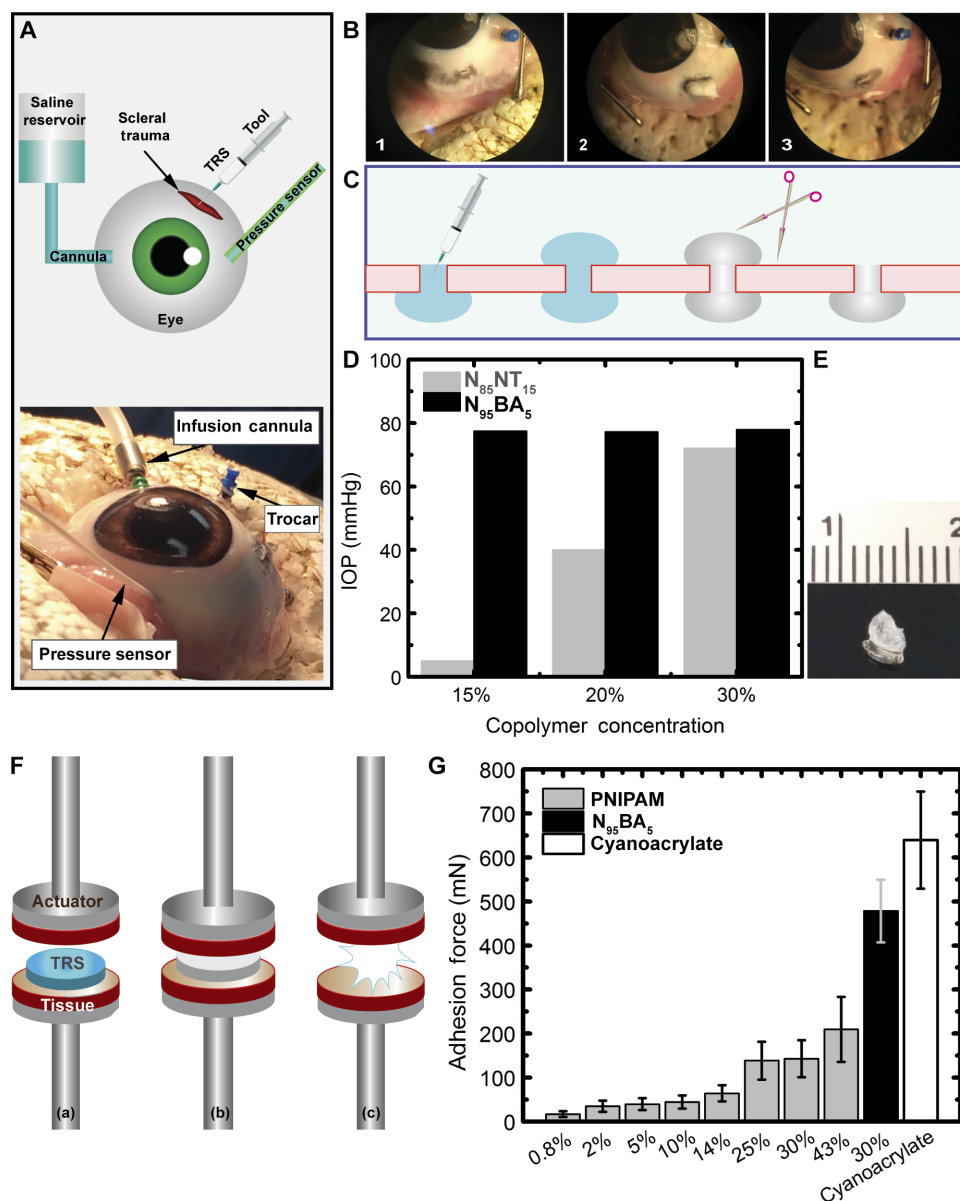 A
Saline
reservoir
Scleral
trauma
TRS
Tool
Pressure sensor
Cannula
Eye
Infusion cannula
Trocar
Pressure sensor
B
1
2
3
C
D
N₈₅NT₁₅
N₉₅BA₅
IOP (mmHg)
100
80
60
40
20
0
15%
20%
30%
Copolymer concentration
E
1
2
F
Actuator
TRS
Tissue
(a)
(b)
(c)
G
PNIPAM
N₉₅BA₅
Cyanoacrylate
Adhesion force (mN)
800
700
600
500
400
300
200
100
0
0.8%
2%
5%
10%
14%
25%
30%
43%
30%
Cyanoacrylate